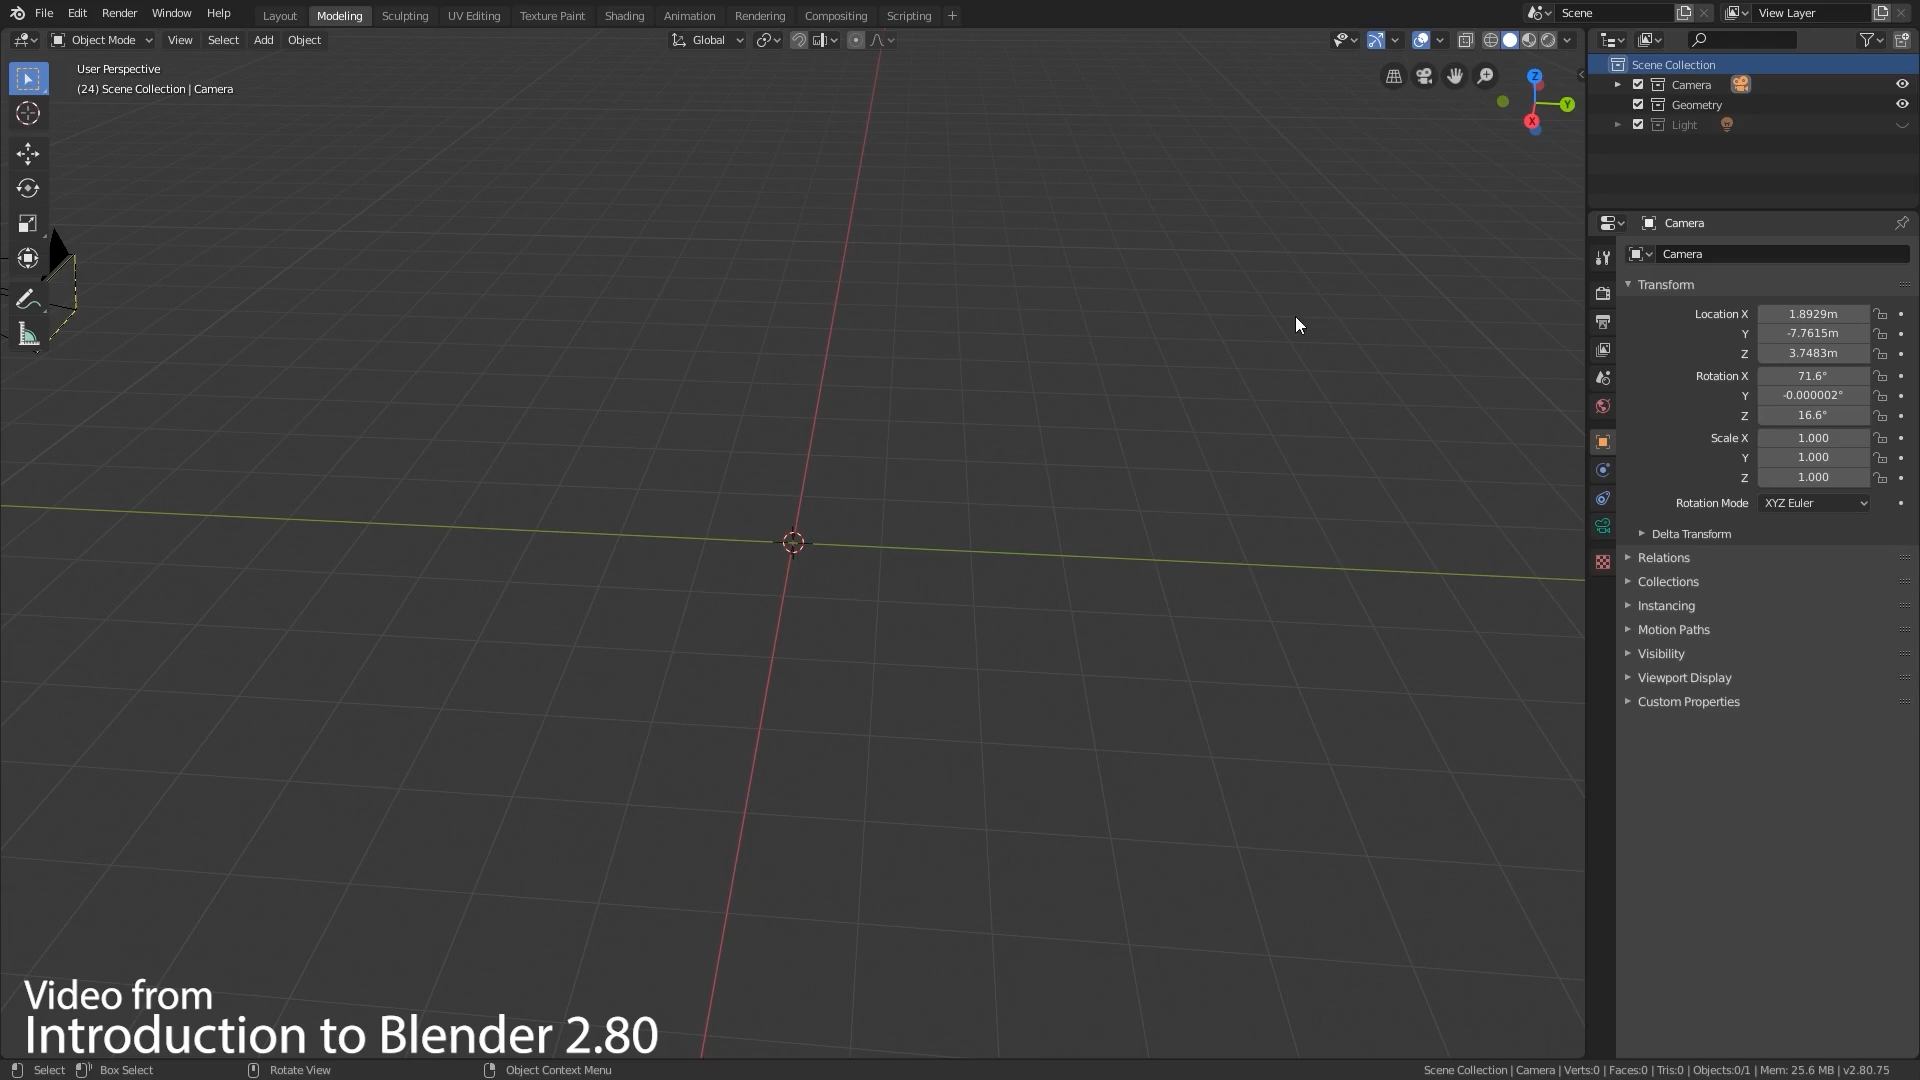 File Edit Render Window Help Layout Modeling Sculpting UV Editing Texture Paint Shading Animation Rendering Compositing Scripting + Scene View Layer
Object Mode View Select Add Object Global
User Perspective
(24) Scene Collection | Camera
Z
Y
X
Scene Collection
Camera
Geometry
Light
Camera
Camera
Transform
Location X 1.8929m
Y -7.7615m
Z 3.7483m
Rotation X 71.6°
Y -0.000002°
Z 16.6°
Scale X 1.000
Y 1.000
Z 1.000
Rotation Mode XYZ Euler
Delta Transform
Relations
Collections
Instancing
Motion Paths
Visibility
Viewport Display
Custom Properties
Video from
Introduction to Blender 2.80
Select Box Select Rotate View Object Context Menu Scene Collection | Camera | Verts:0 | Faces:0 | Tris:0 | Objects:0/1 | Mem: 25.6 MB | v2.80.75